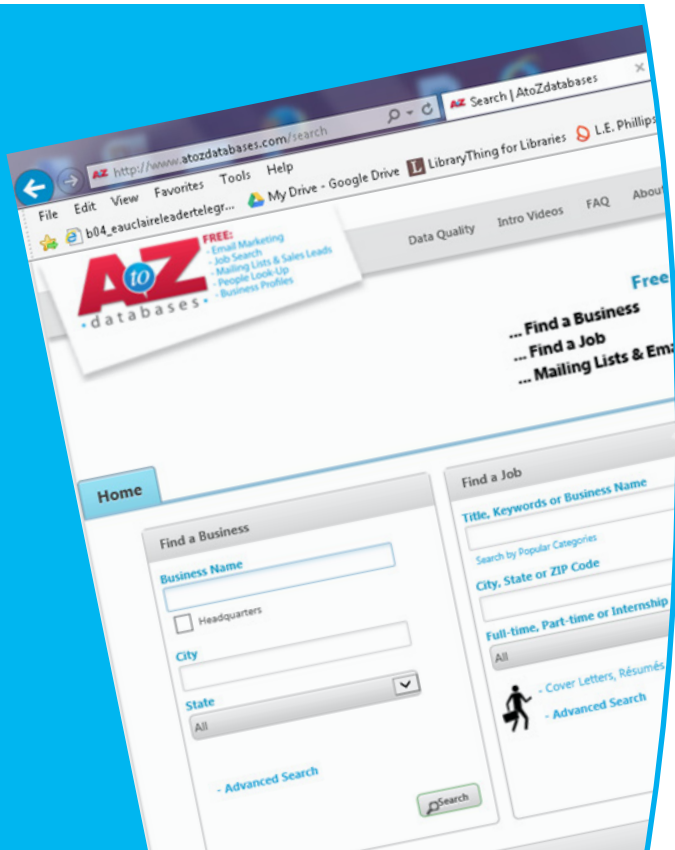 http://www.atozdatabases.com/search
AZ Search | AtoZdatabases
File Edit View Favorites Tools Help
b04_eauclaireleadertelegr... My Drive - Google Drive LibraryThing for Libraries L.E. Phillips
AtoZ
databases
FREE:
- Email Marketing
- Job Search
- Mailing Lists & Sales Leads
- People Look-Up
- Business Profiles
Data Quality Intro Videos FAQ About
Free
... Find a Business
... Find a Job
... Mailing Lists & Ema
Home
Find a Business
Business Name
Headquarters
City
State
All
- Advanced Search
Search
Find a Job
Title, Keywords or Business Name
Search by Popular Categories
City, State or ZIP Code
Full-time, Part-time or Internship
All
- Cover Letters, Résumés
- Advanced Search